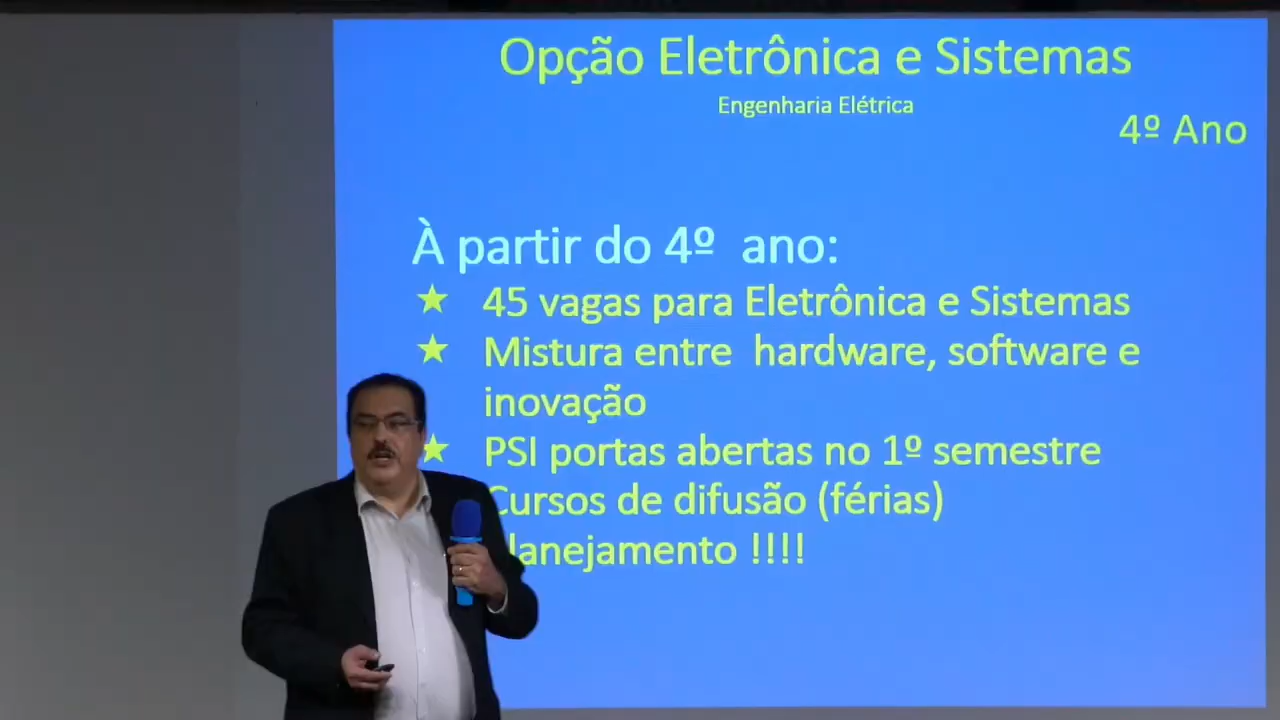 Opção Eletrônica e Sistemas
Engenharia Elétrica
4º Ano
À partir do 4º ano:
45 vagas para Eletrônica e Sistemas
Mistura entre hardware, software e
inovação
PSI portas abertas no 1º semestre
Cursos de difusão (férias)
lanejamento !!!!